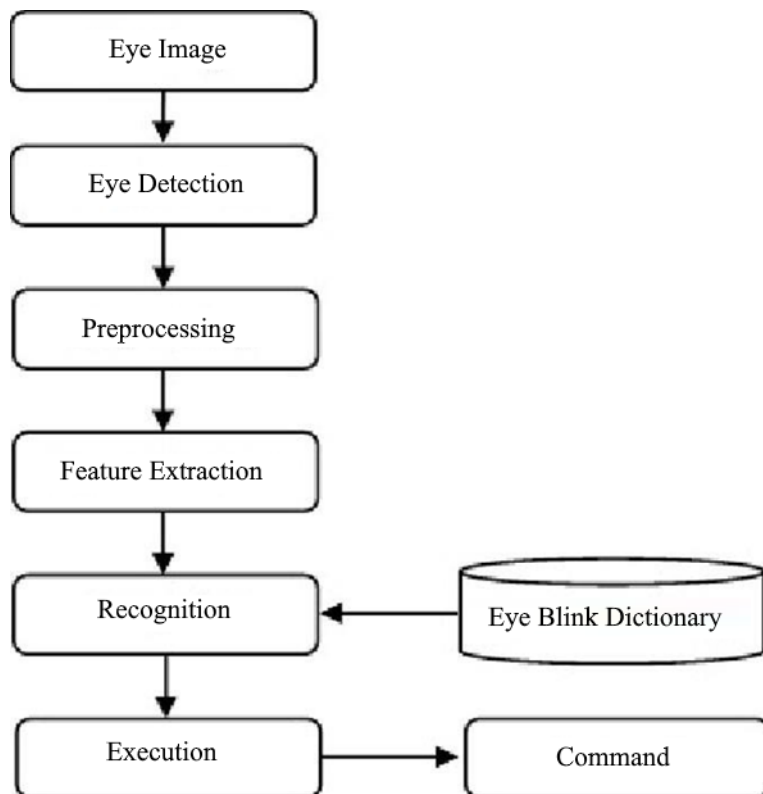 Eye Image
Eye Detection
Preprocessing
Feature Extraction
Recognition
Eye Blink Dictionary
Execution
Command